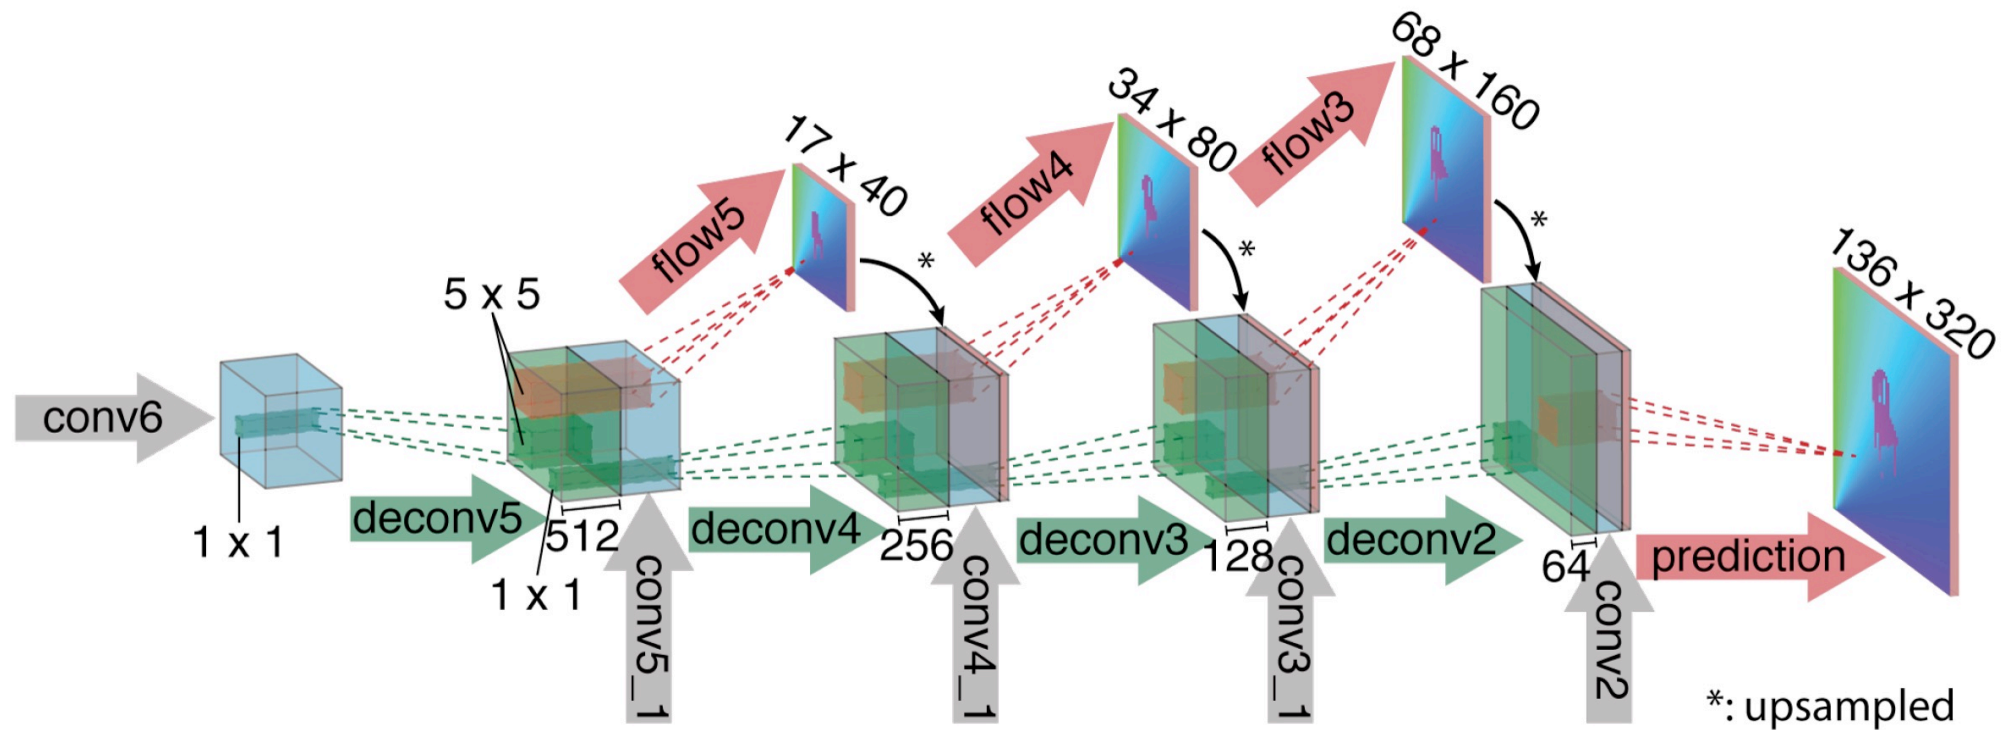 conv6
1 x 1
deconv5
5 x 5
512
1 x 1
conv5_1
flow5
17 x 40
*
deconv4
256
conv4_1
flow4
34 x 80
*
deconv3
128
conv3_1
flow3
68 x 160
*
deconv2
64
conv2
prediction
136 x 320
*: upsampled